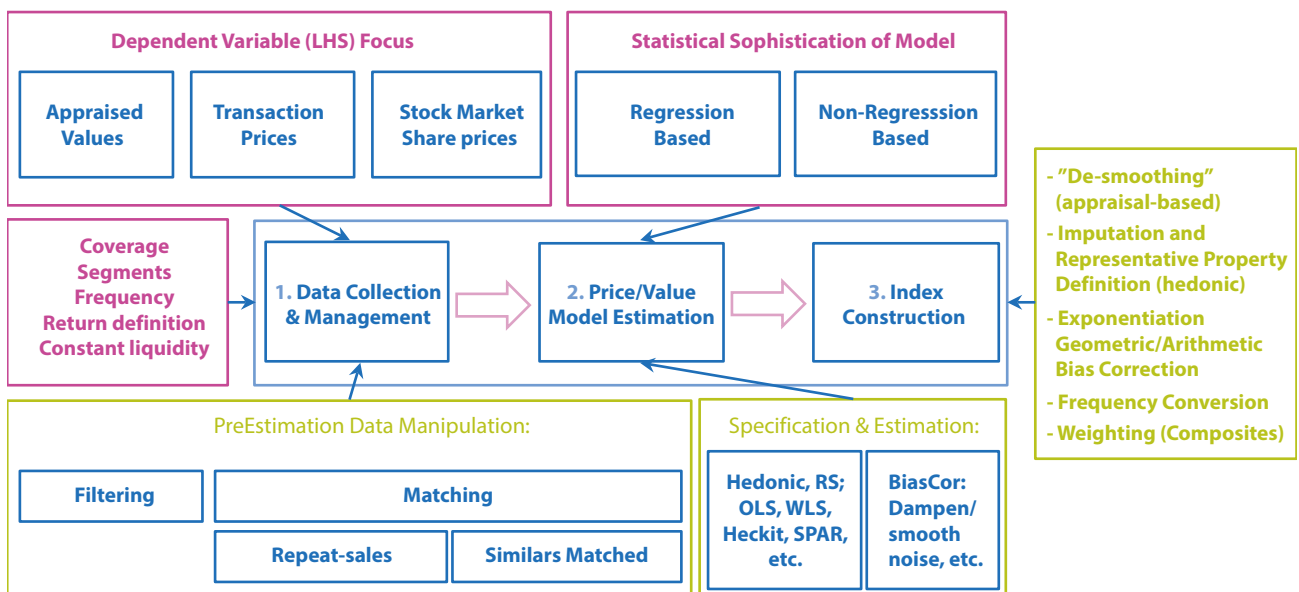 Dependent Variable (LHS) Focus
Appraised
Values
Transaction
Prices
Stock Market
Share prices
Statistical Sophistication of Model
Regression
Based
Non-Regresssion
Based
Coverage
Segments
Frequency
Return definition
Constant liquidity
1. Data Collection
& Management
2. Price/Value
Model Estimation
3. Index
Construction
- ”De-smoothing”
(appraisal-based)
- Imputation and
Representative Property
Definition (hedonic)
- Exponentiation
Geometric/Arithmetic
Bias Correction
- Frequency Conversion
- Weighting (Composites)
PreEstimation Data Manipulation:
Filtering
Matching
Repeat-sales
Similars Matched
Specification & Estimation:
Hedonic, RS;
OLS, WLS,
Heckit, SPAR,
etc.
BiasCor:
Dampen/
smooth
noise, etc.